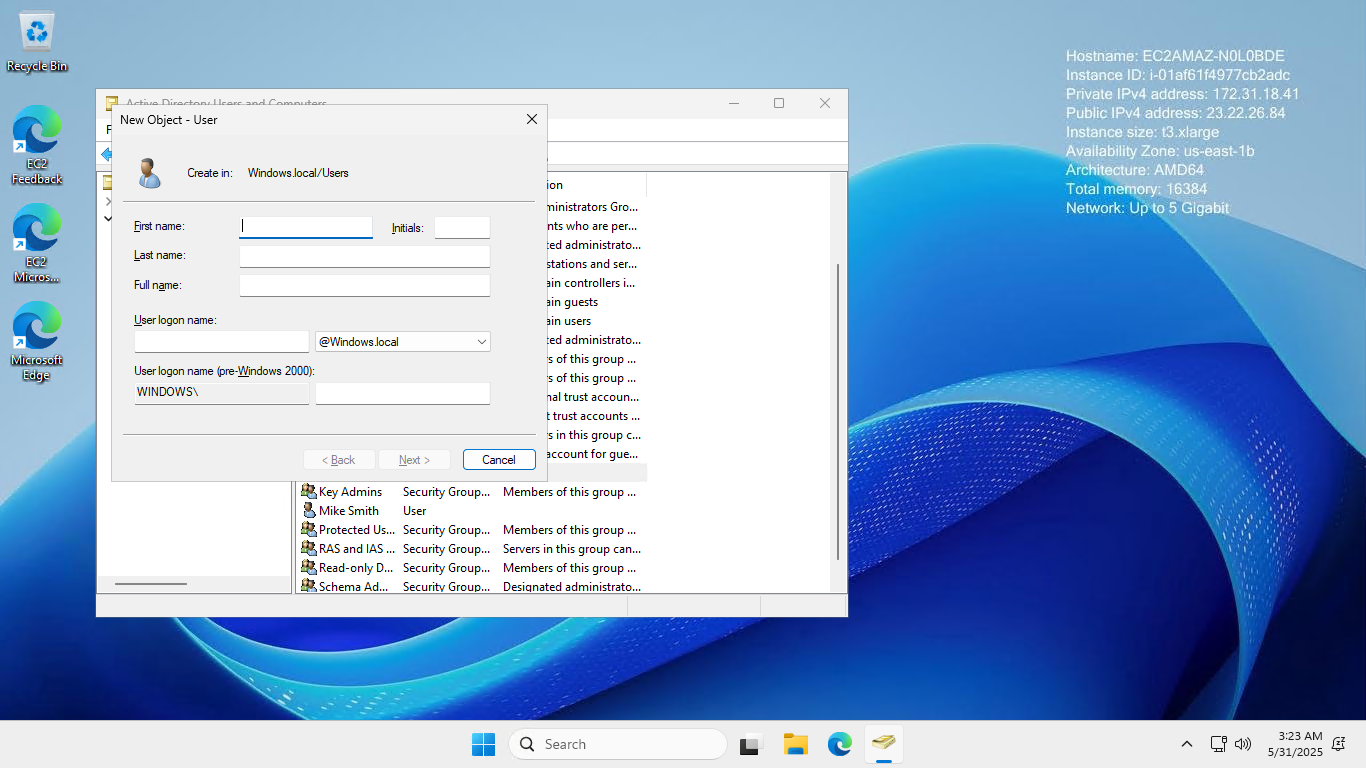 Recycle Bin
EC2
Feedback
EC2
Micros...
Microsoft
Edge
Hostname: EC2AMAZ-N0L0BDE
Instance ID: i-01af61f4977cb2adc
Private IPv4 address: 172.31.18.41
Public IPv4 address: 23.22.26.84
Instance size: t3.xlarge
Availability Zone: us-east-1b
Architecture: AMD64
Total memory: 16384
Network: Up to 5 Gigabit
Active Directory Users and Computers
New Object - User
Create in: Windows.local/Users
First name:
Initials:
Last name:
Full name:
User logon name:
@Windows.local
User logon name (pre-Windows 2000):
WINDOWS\
< Back
Next >
Cancel
ion
ministrators Gro...
nts who are per...
ted administrato...
stations and ser...
ain controllers i...
ain guests
ain users
ted administrato...
rs of this group ...
rs of this group ...
nal trust accoun...
t trust accounts ...
rs in this group c...
account for gue...
Key Admins Security Group... Members of this group ...
Mike Smith User
Protected Us... Security Group... Members of this group ...
RAS and IAS ... Security Group... Servers in this group can...
Read-only D... Security Group... Members of this group ...
Schema Ad... Security Group... Designated administrato...
Search
3:23 AM
5/31/2025